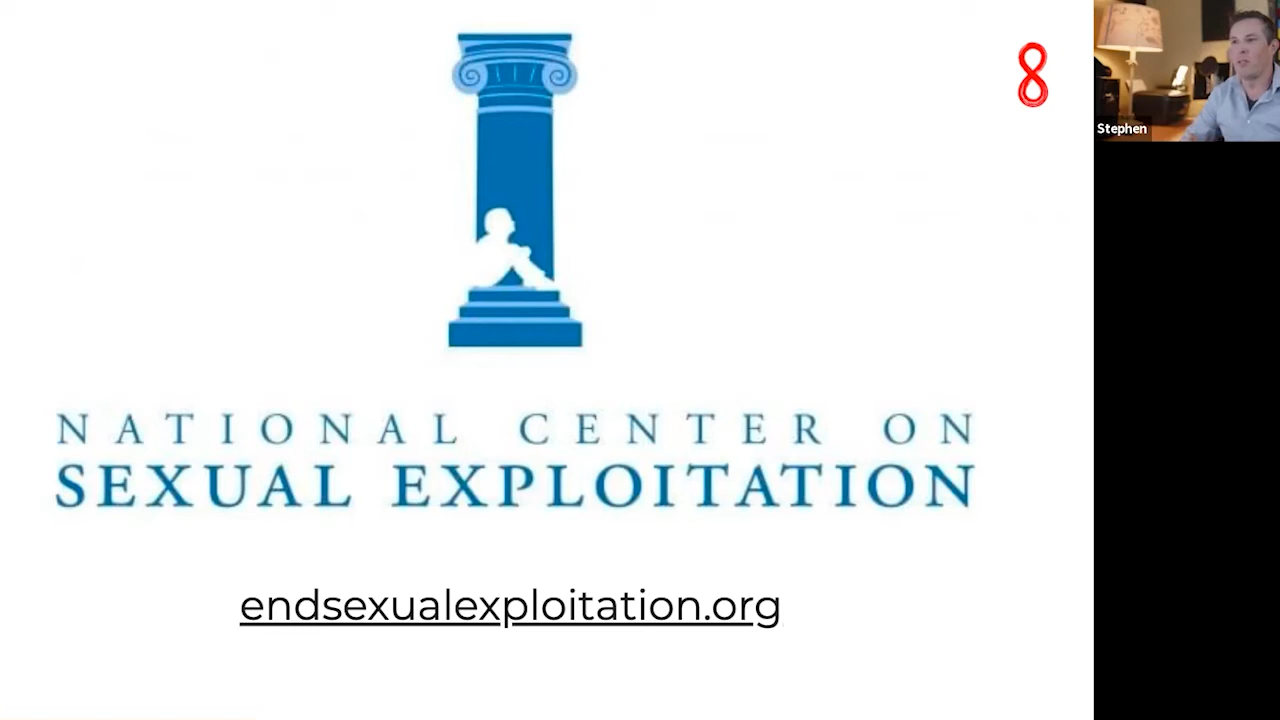 8
Stephen
NATIONAL CENTER ON
SEXUAL EXPLOITATION
endsexualexploitation.org